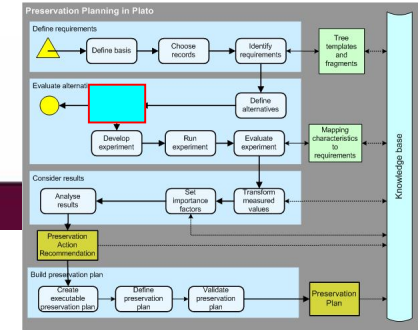 Preservation Planning in Plato
Define requirements
Define basis
Choose
records
Identify
requirements
Tree
templates
and
fragments
Evaluate alternati
Define
alternatives
Develop
experiment
Run
experiment
Evaluate
experiment
Mapping
characteristics
to
requirements
Knowledge base
Consider results
Analyse
results
Set
importance
factors
Transform
measured
values
Preservation
Action
Recommendation
Build preservation plan
Create
executable
preservation plan
Define
preservation
plan
Validate
preservation
plan
Preservation
Plan